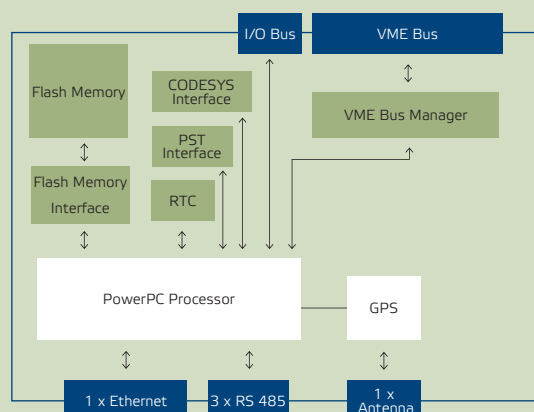 I/O Bus
VME Bus
Flash Memory
CODESYS
Interface
VME Bus Manager
PST
Interface
Flash Memory
Interface
RTC
PowerPC Processor
GPS
1 x Ethernet
3 x RS 485
1 x
Antenna